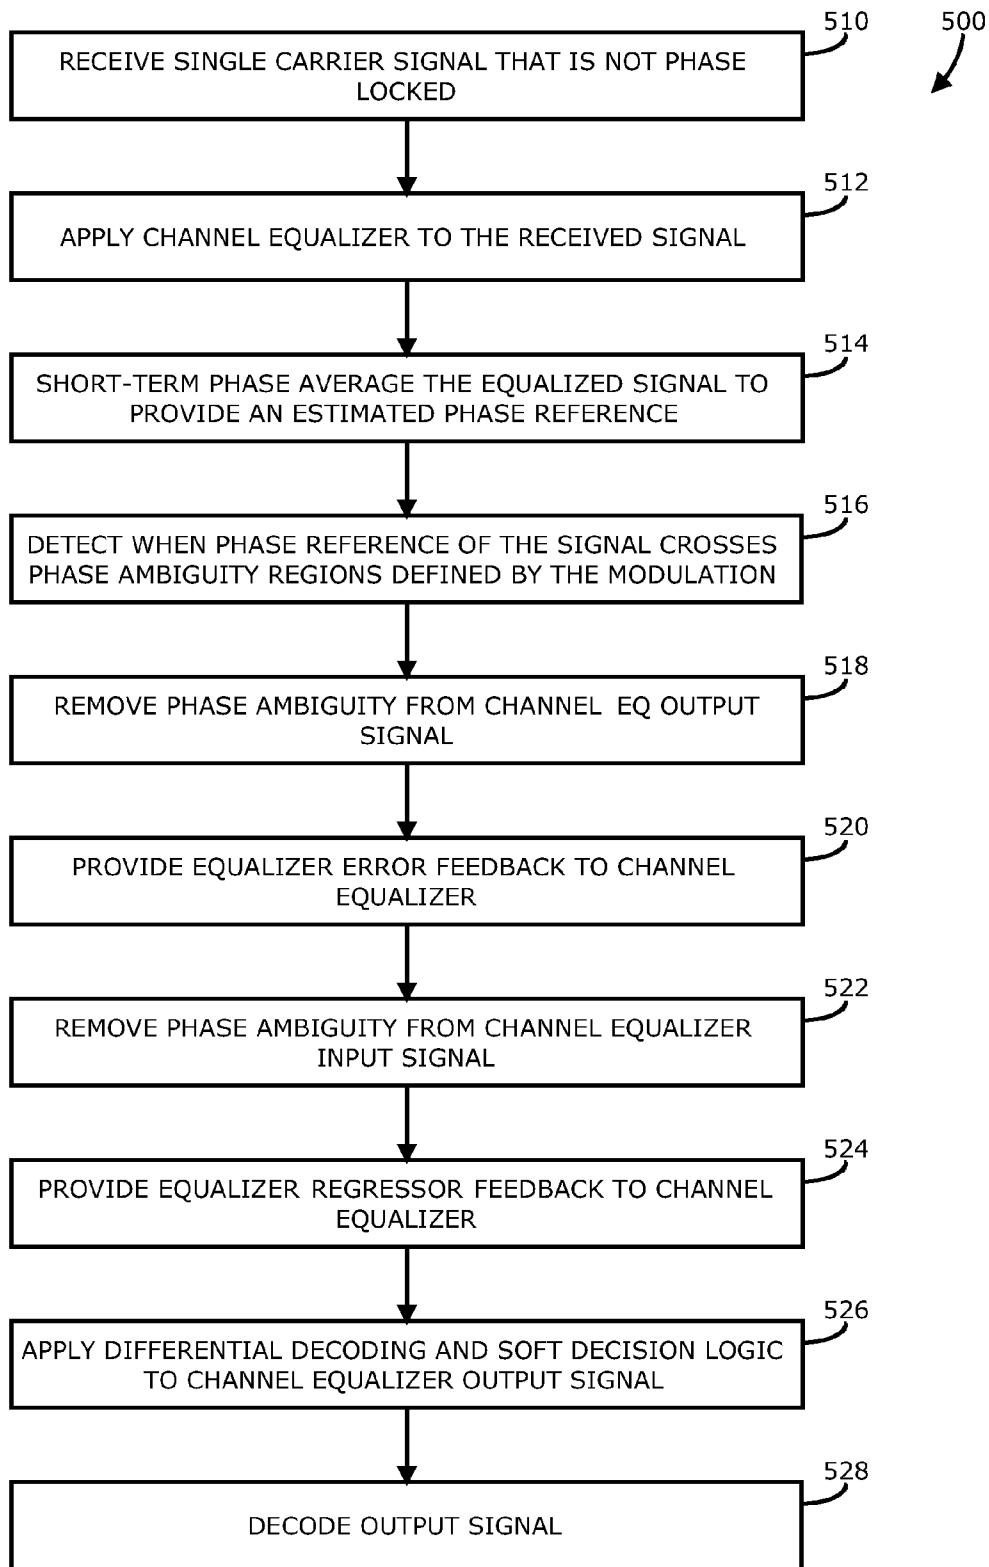 510
500
RECEIVE SINGLE CARRIER SIGNAL THAT IS NOT PHASE
LOCKED
512
APPLY CHANNEL EQUALIZER TO THE RECEIVED SIGNAL
514
SHORT-TERM PHASE AVERAGE THE EQUALIZED SIGNAL TO
PROVIDE AN ESTIMATED PHASE REFERENCE
516
DETECT WHEN PHASE REFERENCE OF THE SIGNAL CROSSES
PHASE AMBIGUITY REGIONS DEFINED BY THE MODULATION
518
REMOVE PHASE AMBIGUITY FROM CHANNEL EQ OUTPUT
SIGNAL
520
PROVIDE EQUALIZER ERROR FEEDBACK TO CHANNEL
EQUALIZER
522
REMOVE PHASE AMBIGUITY FROM CHANNEL EQUALIZER
INPUT SIGNAL
524
PROVIDE EQUALIZER REGRESSOR FEEDBACK TO CHANNEL
EQUALIZER
526
APPLY DIFFERENTIAL DECODING AND SOFT DECISION LOGIC
TO CHANNEL EQUALIZER OUTPUT SIGNAL
528
DECODE OUTPUT SIGNAL